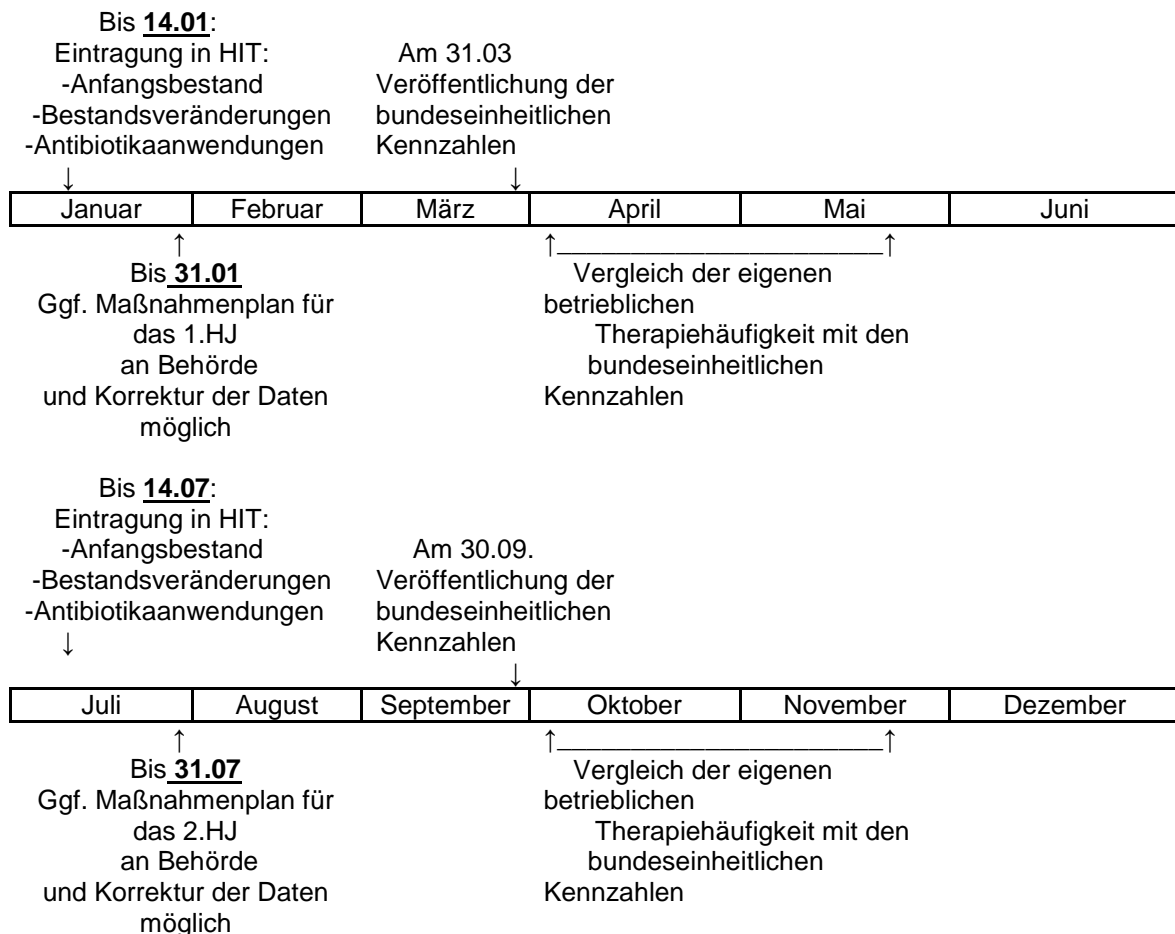 Bis 14.01:
Eintragung in HIT:
-Anfangsbestand
-Bestandsveränderungen
-Antibiotikaanwendungen
↓
Am 31.03
Veröffentlichung der
bundeseinheitlichen
Kennzahlen
↓
Januar Februar März April Mai Juni
↑
Bis 31.01
Ggf. Maßnahmenplan für
das 1.HJ
an Behörde
und Korrektur der Daten
möglich
↑______________________↑
Vergleich der eigenen
betrieblichen
Therapiehäufigkeit mit den
bundeseinheitlichen
Kennzahlen
Bis 14.07:
Eintragung in HIT:
-Anfangsbestand
-Bestandsveränderungen
-Antibiotikaanwendungen
↓
Am 30.09.
Veröffentlichung der
bundeseinheitlichen
Kennzahlen
↓
Juli August September Oktober November Dezember
↑
Bis 31.07
Ggf. Maßnahmenplan für
das 2.HJ
an Behörde
und Korrektur der Daten
möglich
↑______________________↑
Vergleich der eigenen
betrieblichen
Therapiehäufigkeit mit den
bundeseinheitlichen
Kennzahlen